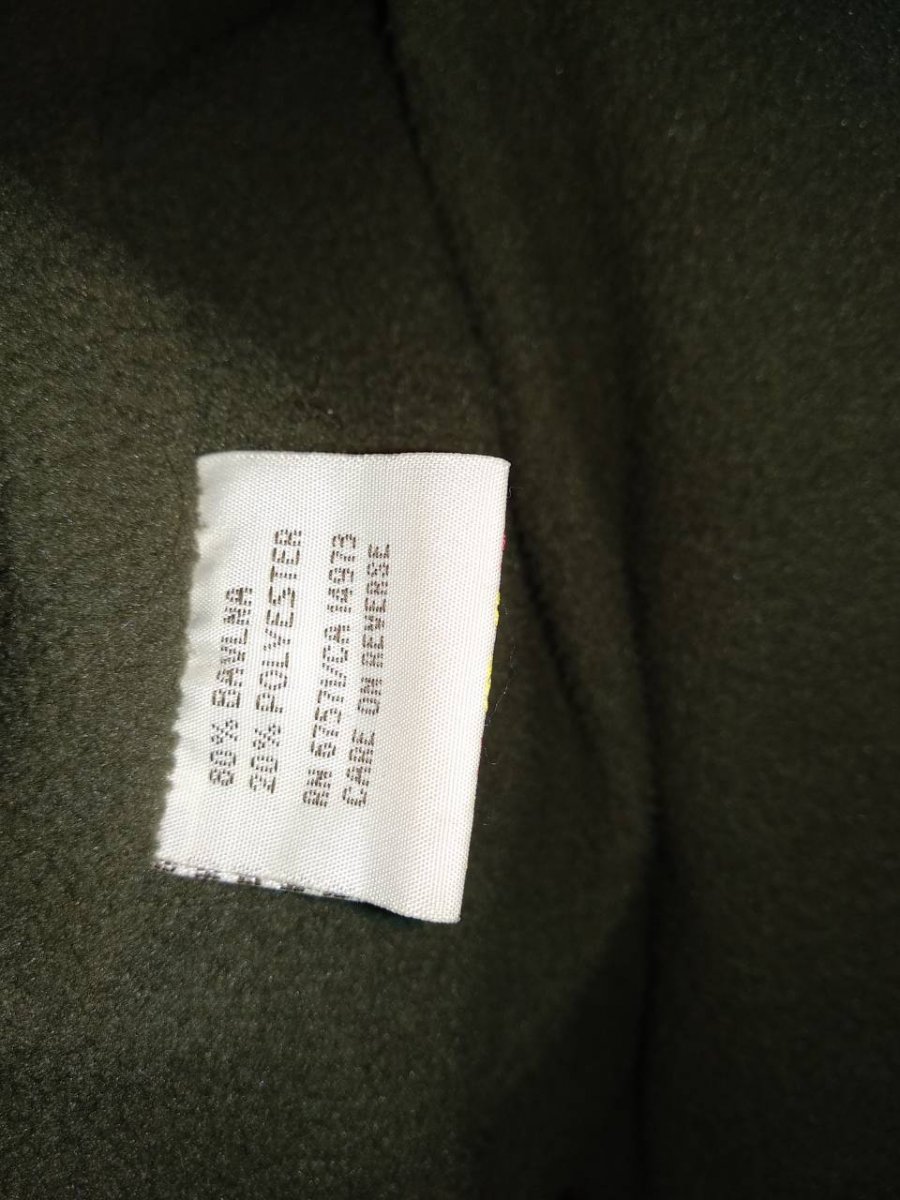 80% BAVLNA
20% POLYESTER
RN 67571/CA 14973
CARE ON REVERSE